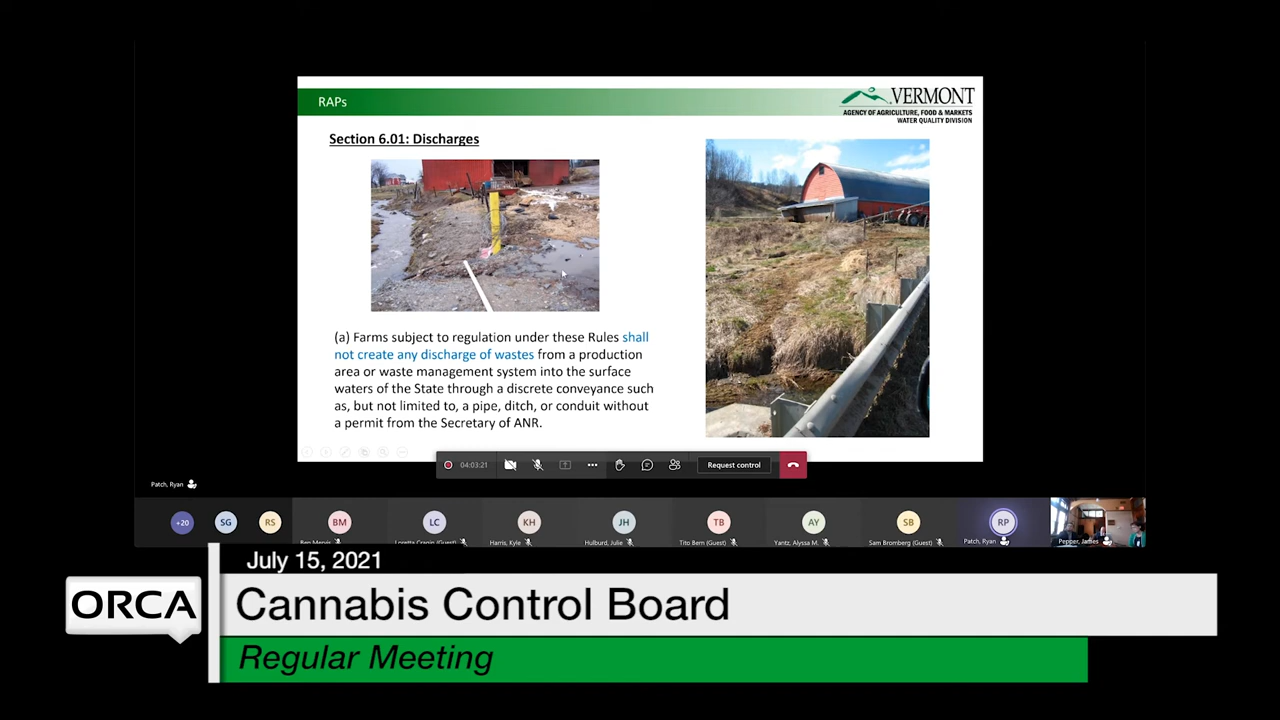 RAPs
VERMONT
AGENCY OF AGRICULTURE, FOOD & MARKETS
WATER QUALITY DIVISION
Section 6.01: Discharges
(a) Farms subject to regulation under these Rules shall
not create any discharge of wastes from a production
area or waste management system into the surface
waters of the State through a discrete conveyance such
as, but not limited to, a pipe, ditch, or conduit without
a permit from the Secretary of ANR.
04:03:21
Request control
Patch, Ryan
+20
SG
RS
BM
LC
KH
JH
TB
AY
SB
RP
Ben Mervis
Loretta Cragin (Guest)
Harris, Kyle
Hulburd, Julie
Tito Bern (Guest)
Yantz, Alyssa M.
Sam Bromberg (Guest)
Patch, Ryan
Pepper, James
July 15, 2021
ORCA
Cannabis Control Board
Regular Meeting